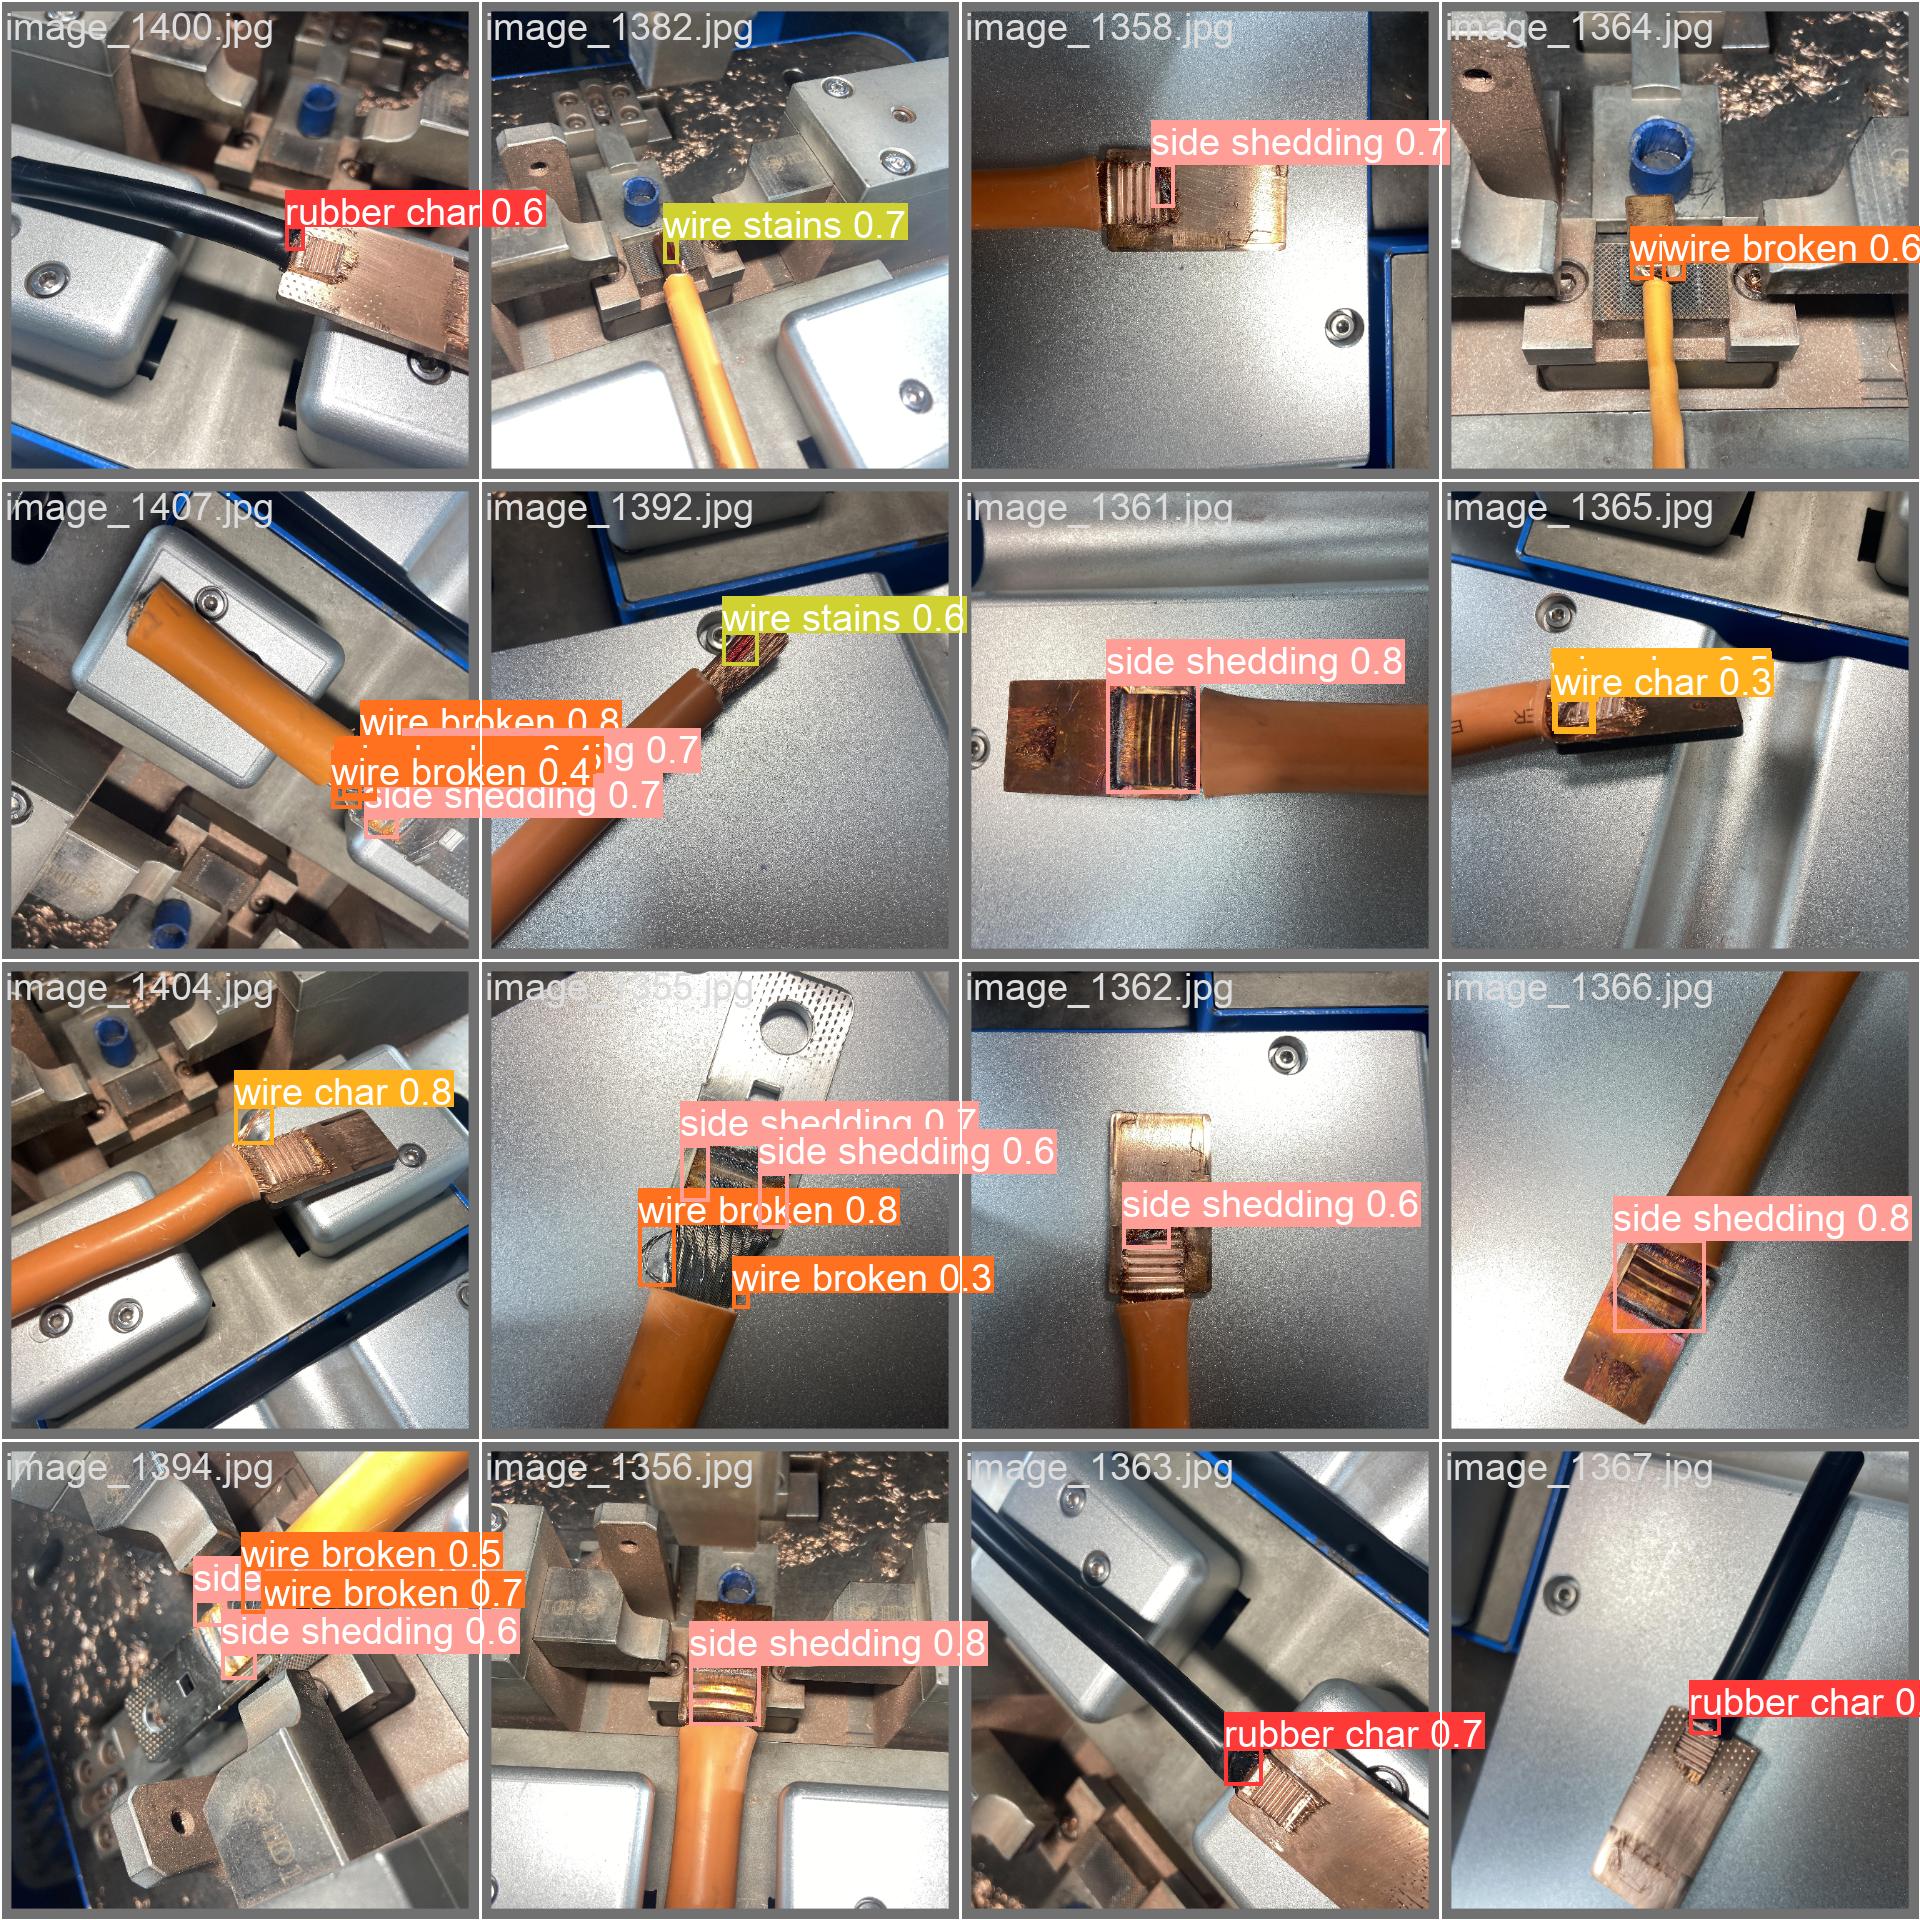 image_1400.jpg
rubber char 0.6
image_1382.jpg
wire stains 0.7
image_1358.jpg
side shedding 0.7
image_1364.jpg
wiwire broken 0.6
image_1407.jpg
wire broken 0.8
ng 0.7
wire broken 0.4
side shedding 0.7
image_1392.jpg
wire stains 0.6
image_1361.jpg
side shedding 0.8
image_1365.jpg
wire char 0.3
image_1404.jpg
wire char 0.8
image_1355.jpg
side shedding 0.7
side shedding 0.6
wire broken 0.8
wire broken 0.3
image_1362.jpg
side shedding 0.6
image_1366.jpg
side shedding 0.8
image_1394.jpg
wire broken 0.5
side
wire broken 0.7
side shedding 0.6
image_1356.jpg
side shedding 0.8
image_1363.jpg
rubber char 0.7
image_1367.jpg
rubber char 0.